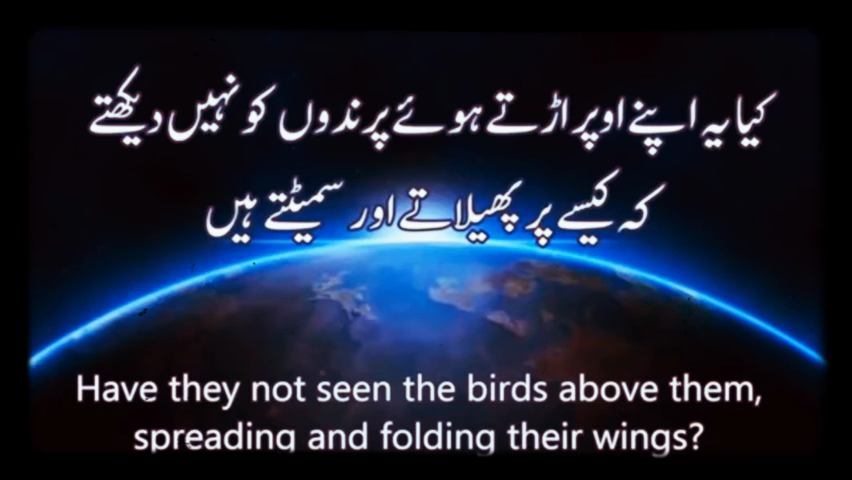 کیا یہ اپنے اوپر اڑتے ہوئے پرندوں کو نہیں دیکھتے
کہ کیسے پر پھیلاتے اور سمیٹتے ہیں
Have they not seen the birds above them,
spreading and folding their wings?